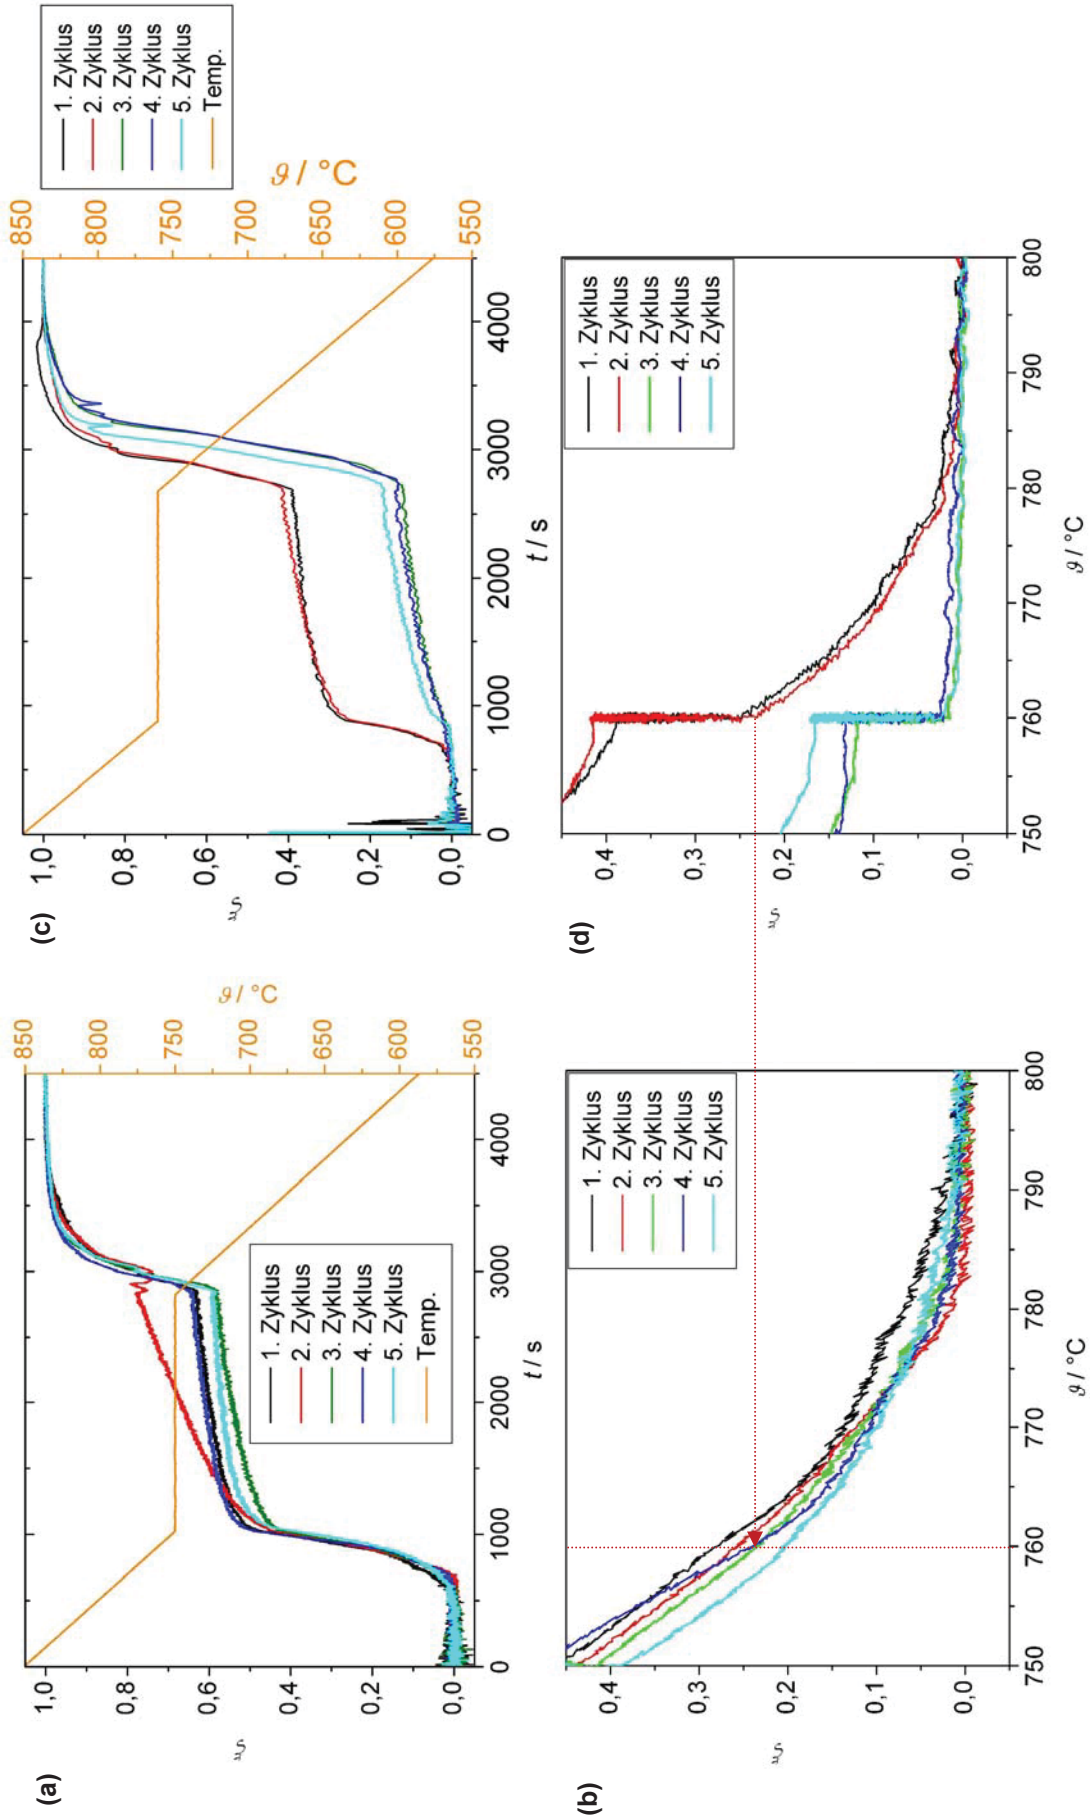 (a)
ξ
1,0
0,8
0,6
0,4
0,2
0,0
0
1000
2000
3000
4000
t / s
850
800
750
700
650
600
550
ϑ / °C
1. Zyklus
2. Zyklus
3. Zyklus
4. Zyklus
5. Zyklus
Temp.
(c)
ξ
1,0
0,8
0,6
0,4
0,2
0,0
0
1000
2000
3000
4000
t / s
850
800
750
700
650
600
550
ϑ / °C
1. Zyklus
2. Zyklus
3. Zyklus
4. Zyklus
5. Zyklus
Temp.
(b)
ξ
0,4
0,3
0,2
0,1
0,0
750
760
770
780
790
800
ϑ / °C
1. Zyklus
2. Zyklus
3. Zyklus
4. Zyklus
5. Zyklus
(d)
ξ
0,4
0,3
0,2
0,1
0,0
750
760
770
780
790
800
ϑ / °C
1. Zyklus
2. Zyklus
3. Zyklus
4. Zyklus
5. Zyklus